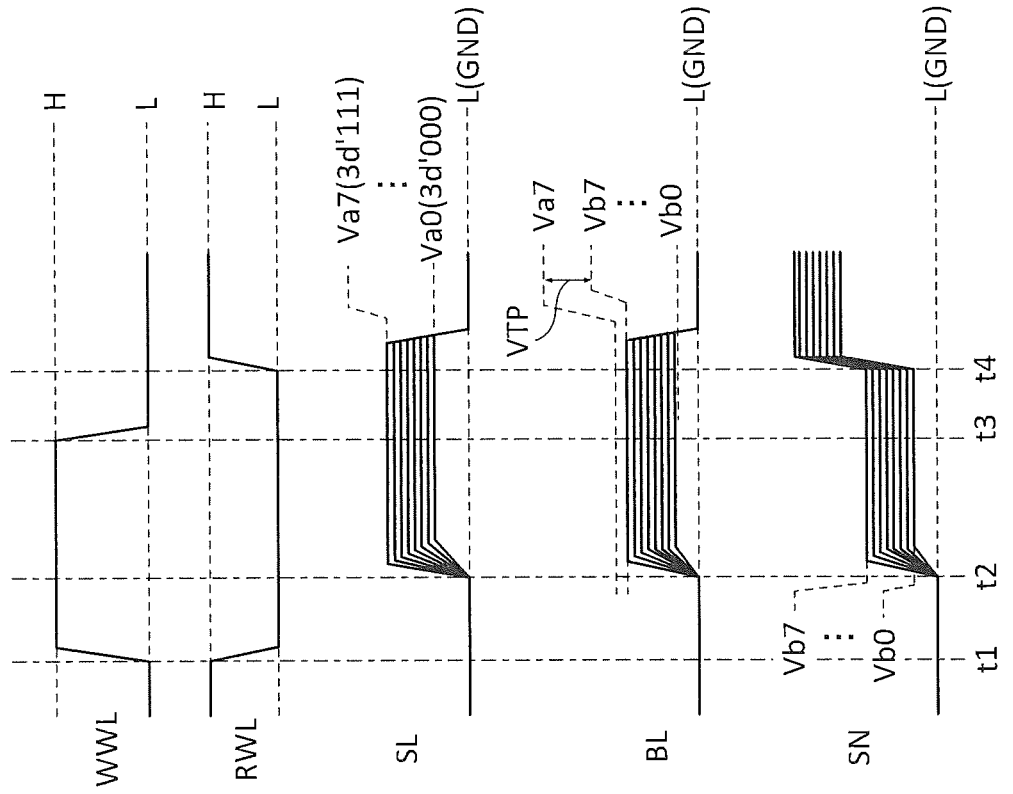 WWL
H
L
RWL
H
L
SL
Va7(3d'111)
⋮
Va0(3d'000)
L(GND)
BL
VTP
Va7
Vb7
⋮
Vb0
L(GND)
SN
Vb7
⋮
Vb0
L(GND)
t1
t2
t3
t4